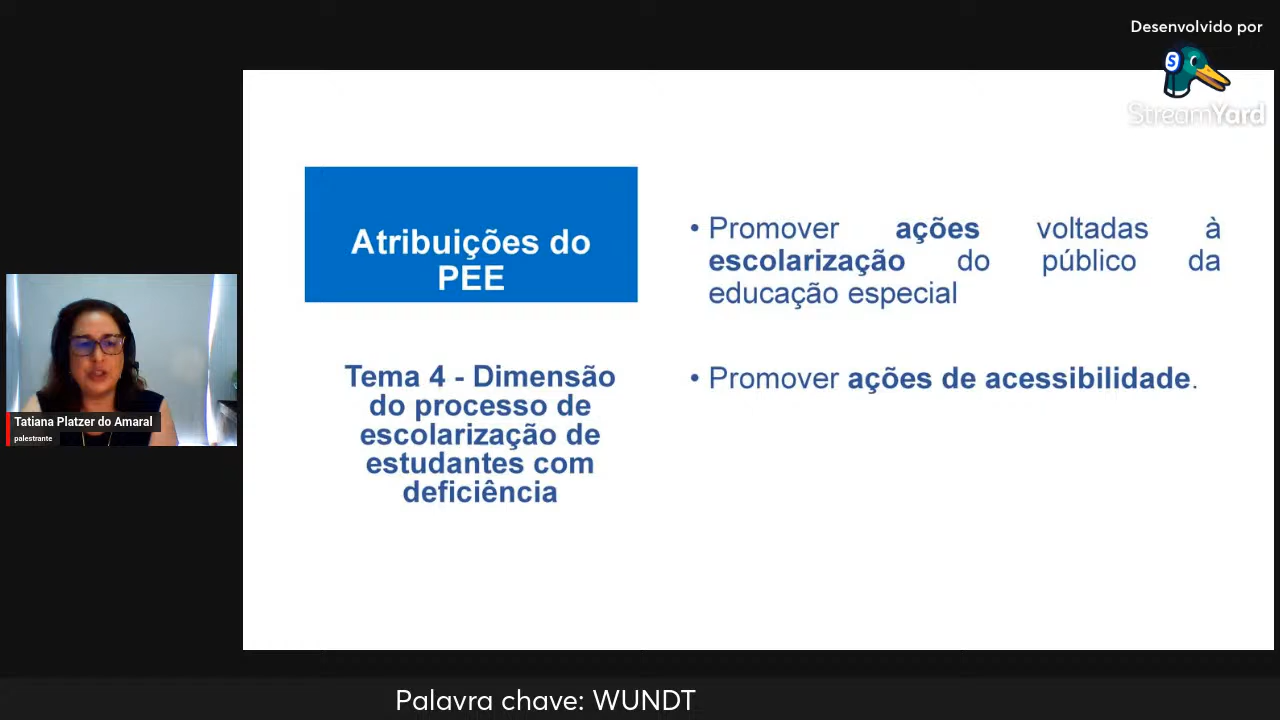 Desenvolvido por
S
StreamYard
Atribuições do
PEE
Tema 4 - Dimensão
do processo de
escolarização de
estudantes com
deficiência
• Promover ações voltadas à
escolarização do público da
educação especial
• Promover ações de acessibilidade.
Tatiana Platzer do Amaral
palestrante
Palavra chave: WUNDT